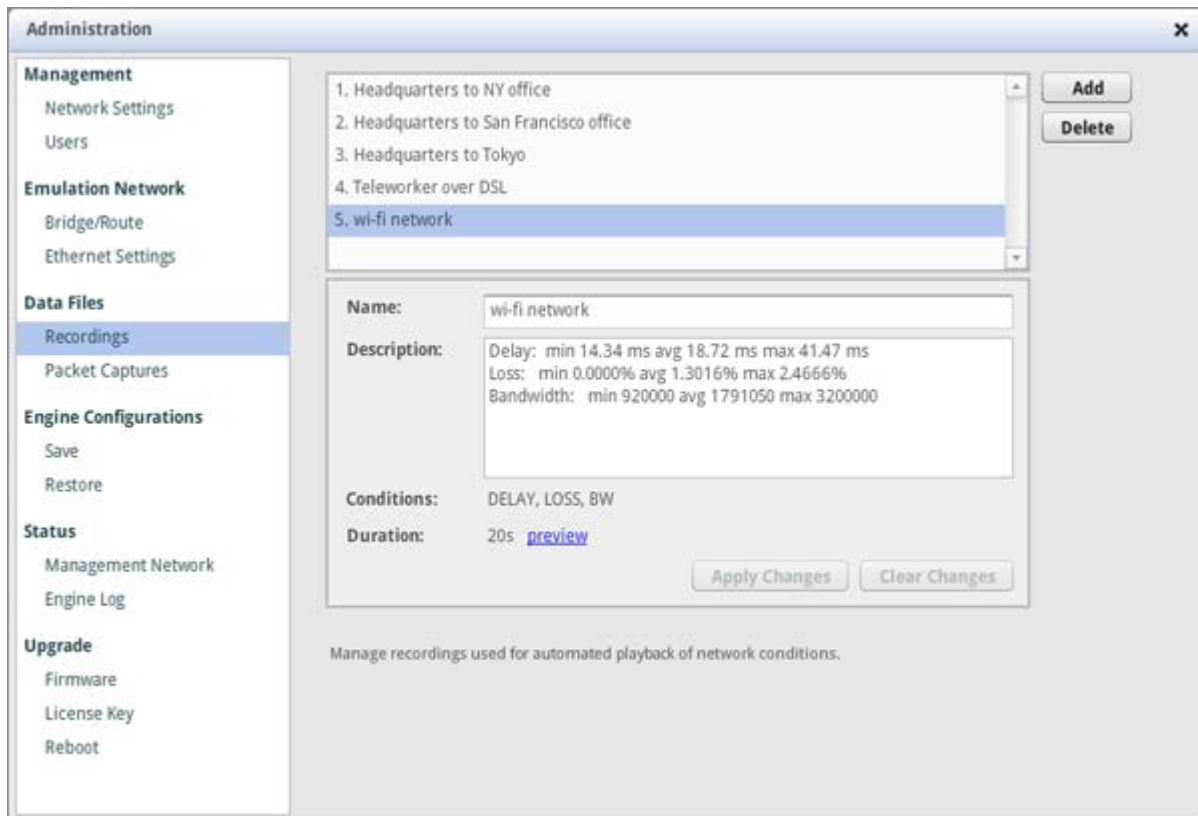 Administration
Management
Network Settings
Users
Emulation Network
Bridge/Route
Ethernet Settings
Data Files
Recordings
Packet Captures
Engine Configurations
Save
Restore
Status
Management Network
Engine Log
Upgrade
Firmware
License Key
Reboot
1. Headquarters to NY office
2. Headquarters to San Francisco office
3. Headquarters to Tokyo
4. Teleworker over DSL
5. wi-fi network
Add
Delete
Name: wi-fi network
Description: Delay: min 14.34 ms avg 18.72 ms max 41.47 ms
Loss: min 0.0000% avg 1.3016% max 2.4666%
Bandwidth: min 920000 avg 1791050 max 3200000
Conditions: DELAY, LOSS, BW
Duration: 20s preview
Apply Changes Clear Changes
Manage recordings used for automated playback of network conditions.